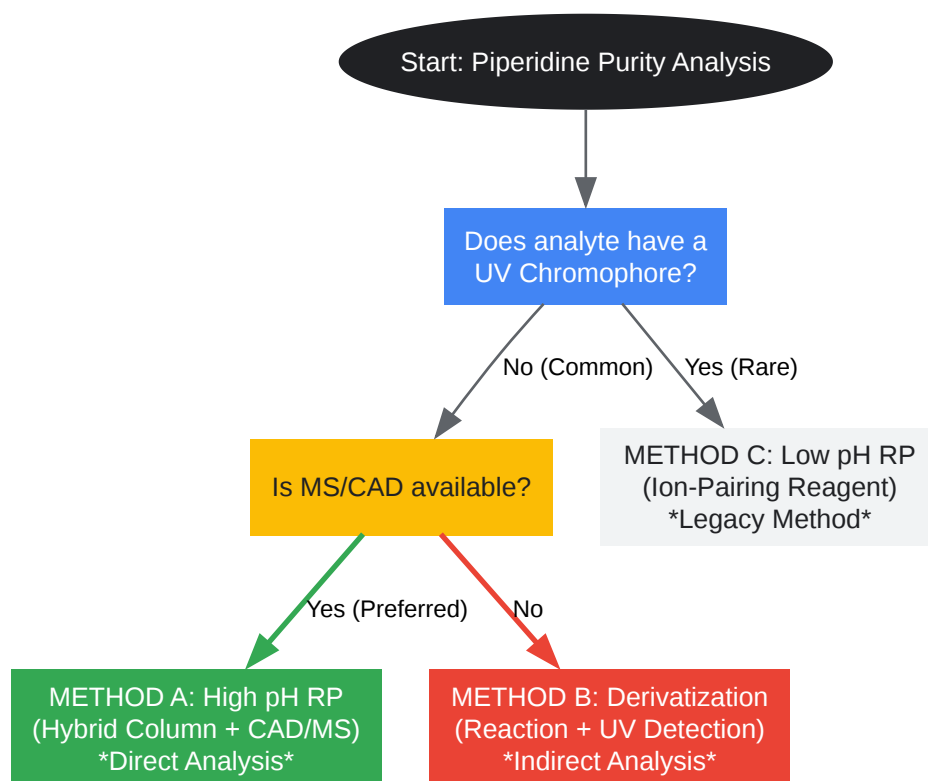 Start: Piperidine Purity Analysis
Does analyte have a
UV Chromophore?
No (Common)
Yes (Rare)
Is MS/CAD available?
METHOD C: Low pH RP
(Ion-Pairing Reagent)
*Legacy Method*
Yes (Preferred)
No
METHOD A: High pH RP
(Hybrid Column + CAD/MS)
*Direct Analysis*
METHOD B: Derivatization
(Reaction + UV Detection)
*Indirect Analysis*